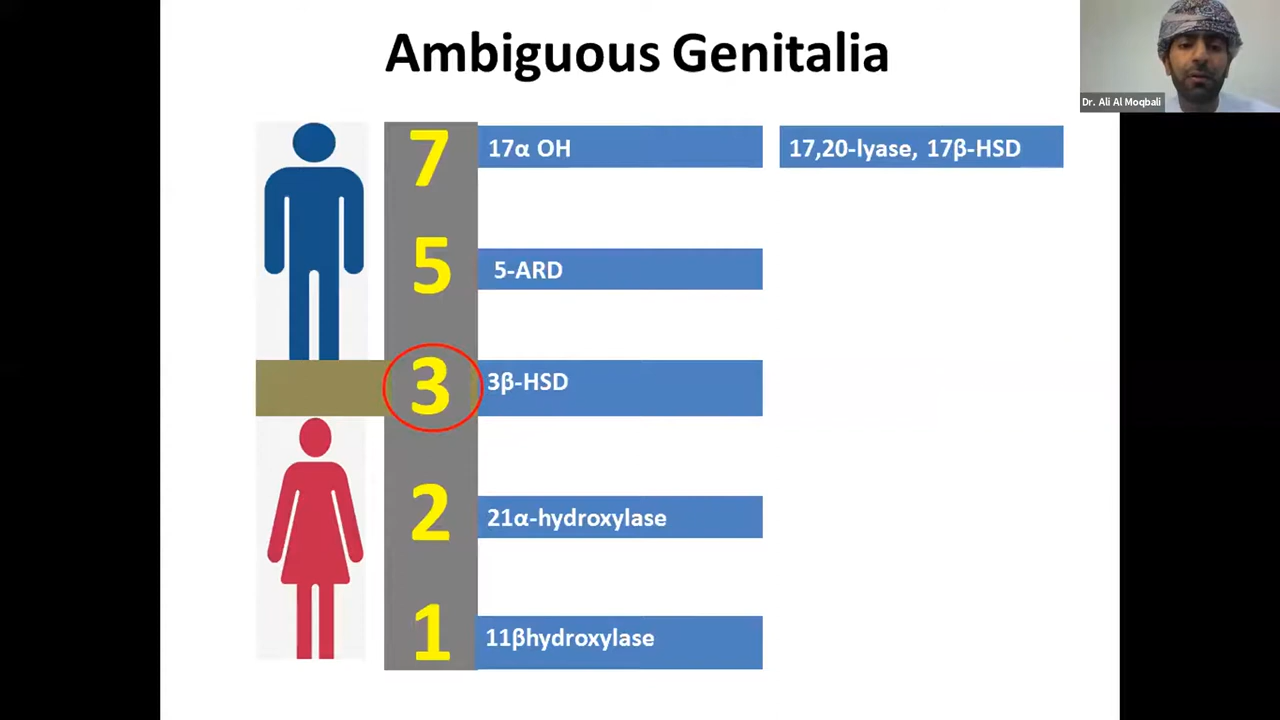 Ambiguous Genitalia
Dr. Ali Al Moqbali
7
17α OH
17,20-lyase, 17β-HSD
5
5-ARD
3
3β-HSD
2
21α-hydroxylase
1
11βhydroxylase